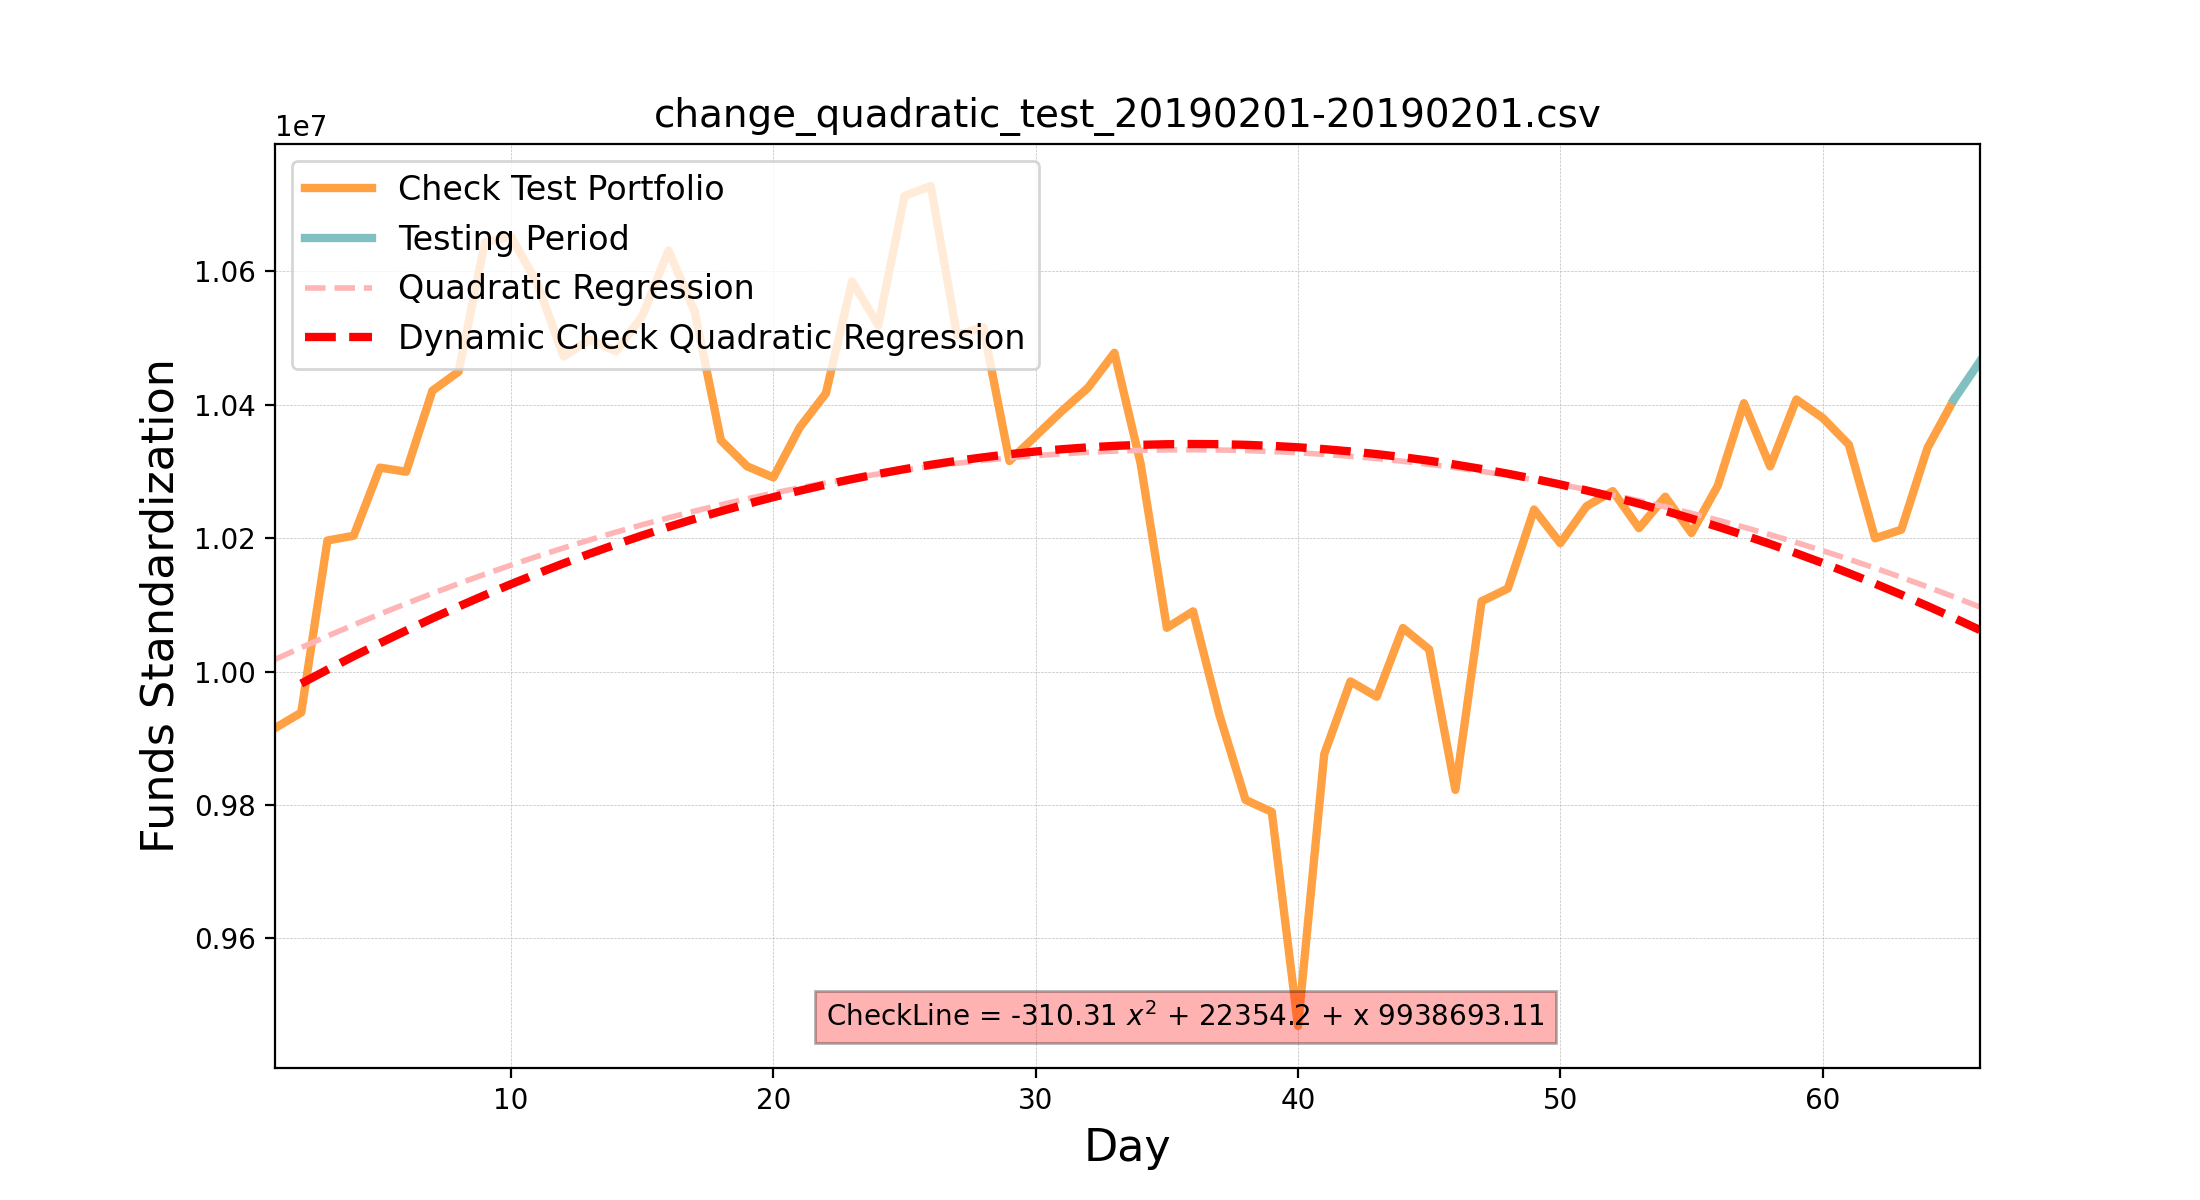 change_quadratic_test_20190201-20190201.csv
1e7
Check Test Portfolio
Testing Period
Quadratic Regression
Dynamic Check Quadratic Regression
1.06
1.04
1.02
1.00
0.98
0.96
Funds Standardization
CheckLine = -310.31 x² + 22354.2 + x 9938693.11
10 20 30 40 50 60
Day